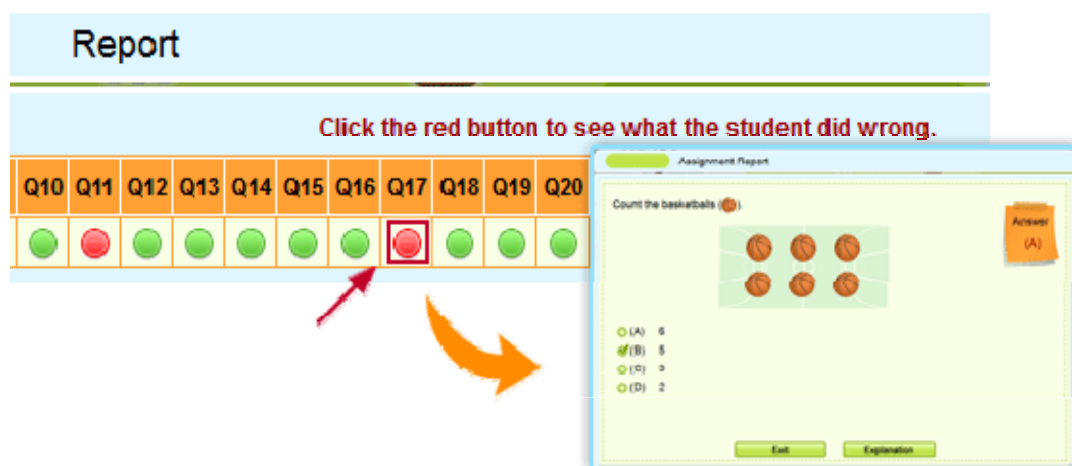 Report
Click the red button to see what the student did wrong.
Q10 Q11 Q12 Q13 Q14 Q15 Q16 Q17 Q18 Q19 Q20
Assignment Report
Count the basketballs ( ).
Answer
(A)
(A) 6
(B) 5
(C) 3
(D) 2
Exit Explanation